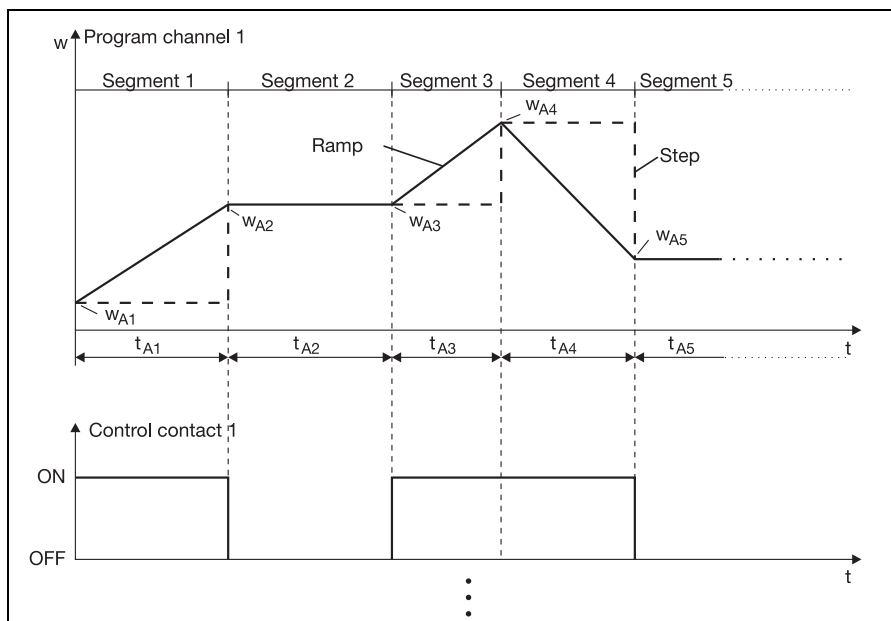 w Program channel 1
Segment 1 Segment 2 Segment 3 Segment 4 Segment 5
wA4
Ramp
Step
wA2
wA3
wA5
wA1
tA1 tA2 tA3 tA4 tA5 t
Control contact 1
ON
OFF
t